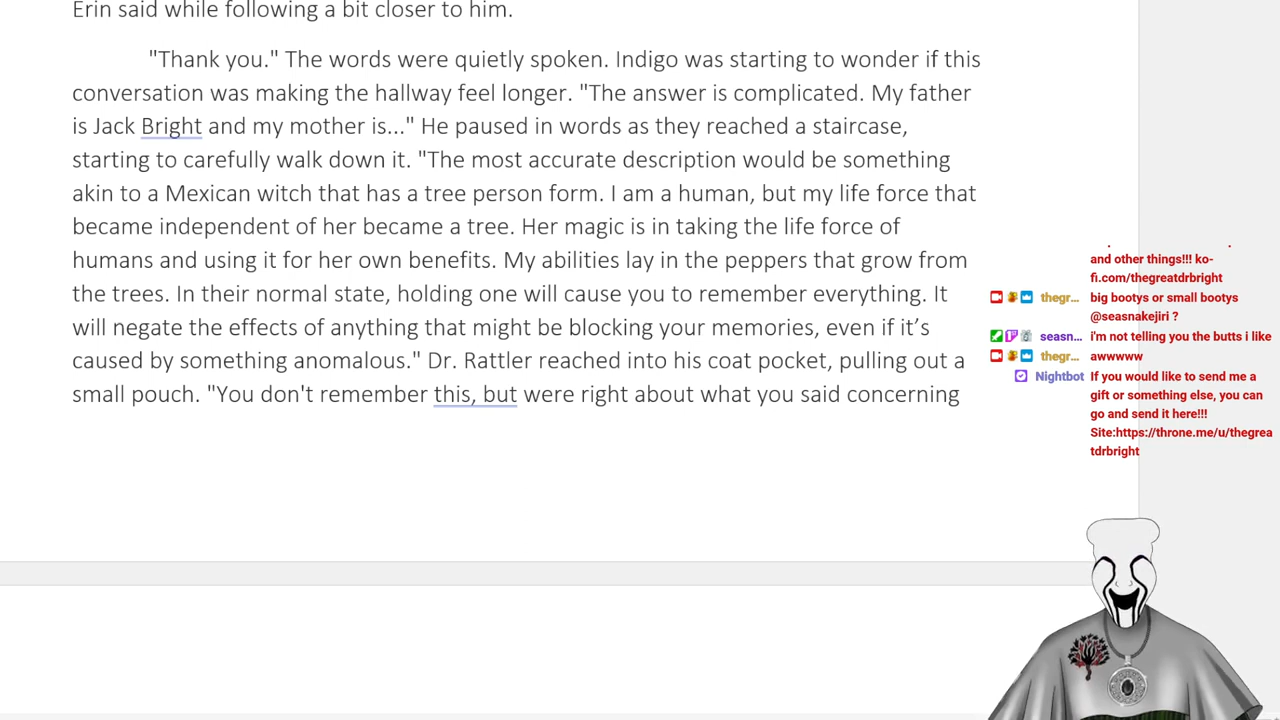 Erin said while following a bit closer to him.
"Thank you." The words were quietly spoken. Indigo was starting to wonder if this
conversation was making the hallway feel longer. "The answer is complicated. My father
is Jack Bright and my mother is..." He paused in words as they reached a staircase,
starting to carefully walk down it. "The most accurate description would be something
akin to a Mexican witch that has a tree person form. I am a human, but my life force that
became independent of her became a tree. Her magic is in taking the life force of
humans and using it for her own benefits. My abilities lay in the peppers that grow from
the trees. In their normal state, holding one will cause you to remember everything. It
will negate the effects of anything that might be blocking your memories, even if it’s
caused by something anomalous." Dr. Rattler reached into his coat pocket, pulling out a
small pouch. "You don't remember this, but were right about what you said concerning
and other things!!! ko-
fi.com/thegreatdrbright
thegr... big bootys or small bootys
@seasnakejiri ?
seasn... i'm not telling you the butts i like
thegr... awwwww
Nightbot If you would like to send me a
gift or something else, you can
go and send it here!!!
Site:https://throne.me/u/thegrea
tdrbright